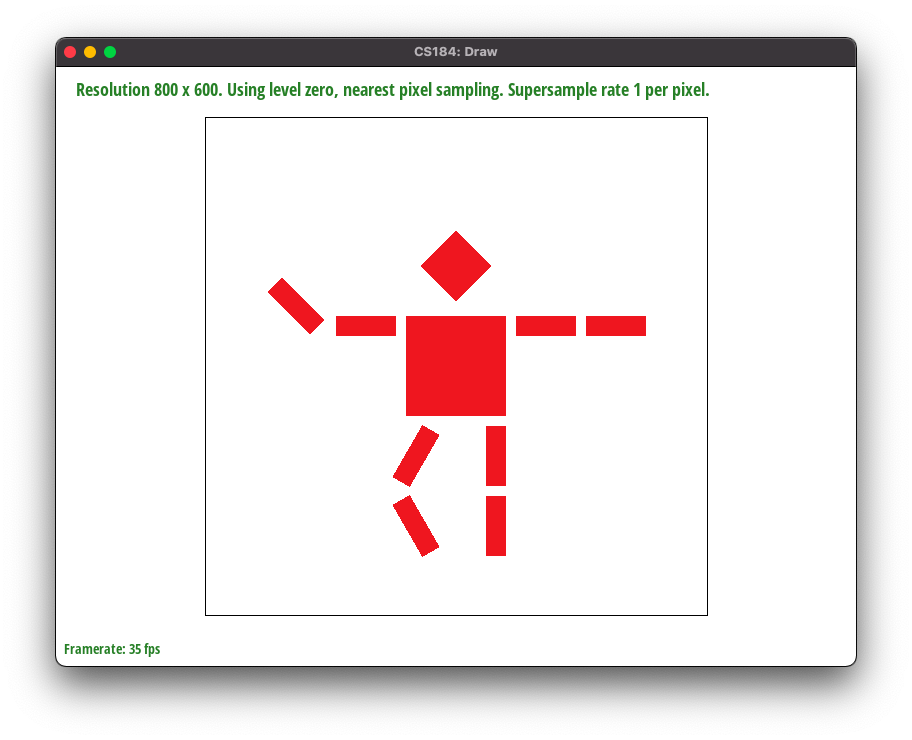 CS184: Draw
Resolution 800 x 600. Using level zero, nearest pixel sampling. Supersample rate 1 per pixel.
Framerate: 35 fps